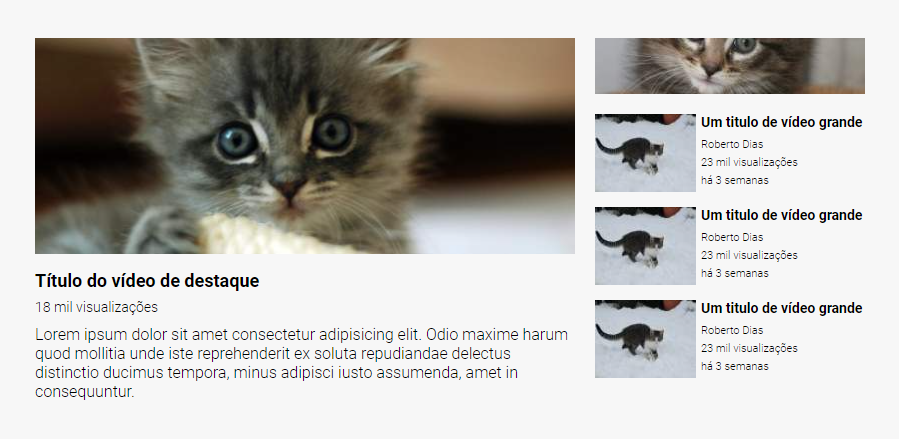 Título do vídeo de destaque
18 mil visualizações
Lorem ipsum dolor sit amet consectetur adipisicing elit. Odio maxime harum
quod mollitia unde iste reprehenderit ex soluta repudiandae delectus
distinctio ducimus tempora, minus adipisci iusto assumenda, amet in
consequuntur.
Um titulo de vídeo grande
Roberto Dias
23 mil visualizações
há 3 semanas
Um titulo de vídeo grande
Roberto Dias
23 mil visualizações
há 3 semanas
Um titulo de vídeo grande
Roberto Dias
23 mil visualizações
há 3 semanas